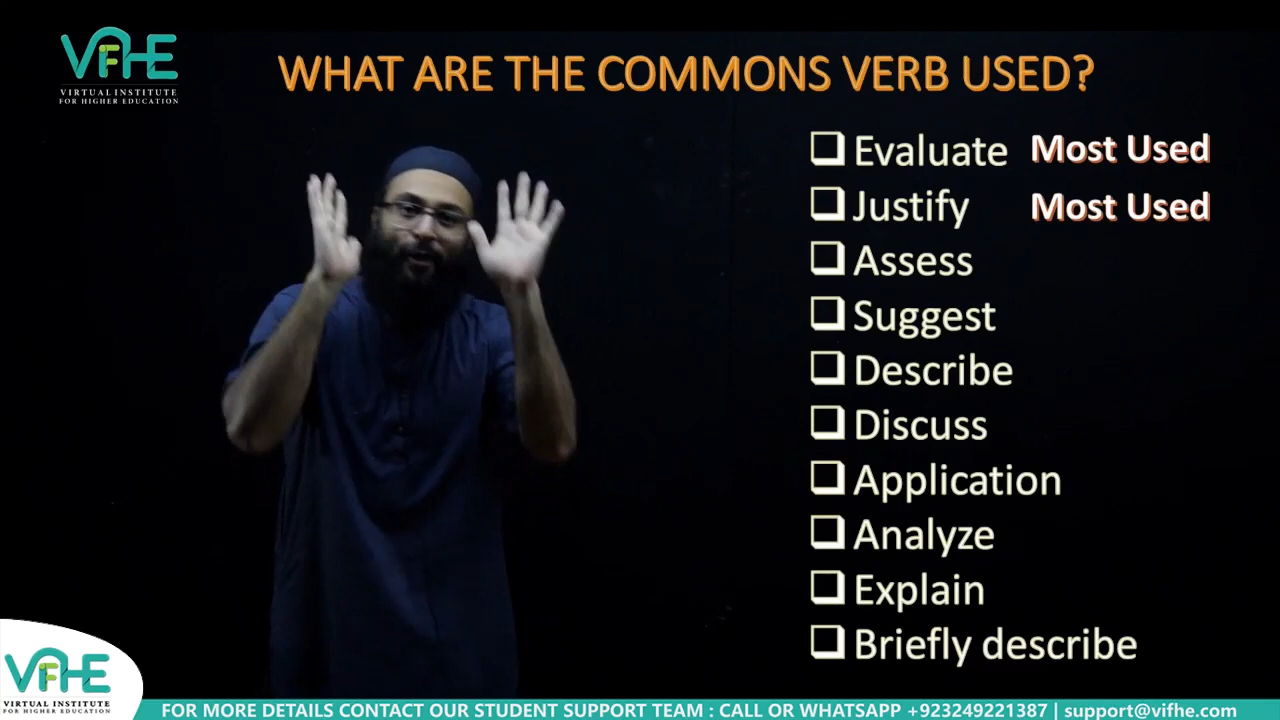 VIFHE
VIRTUAL INSTITUTE
FOR HIGHER EDUCATION
WHAT ARE THE COMMONS VERB USED?
Evaluate Most Used
Justify Most Used
Assess
Suggest
Describe
Discuss
Application
Analyze
Explain
Briefly describe
VIFHE
VIRTUAL INSTITUTE
FOR HIGHER EDUCATION
FOR MORE DETAILS CONTACT OUR STUDENT SUPPORT TEAM : CALL OR WHATSAPP +923249221387 | support@vifhe.com